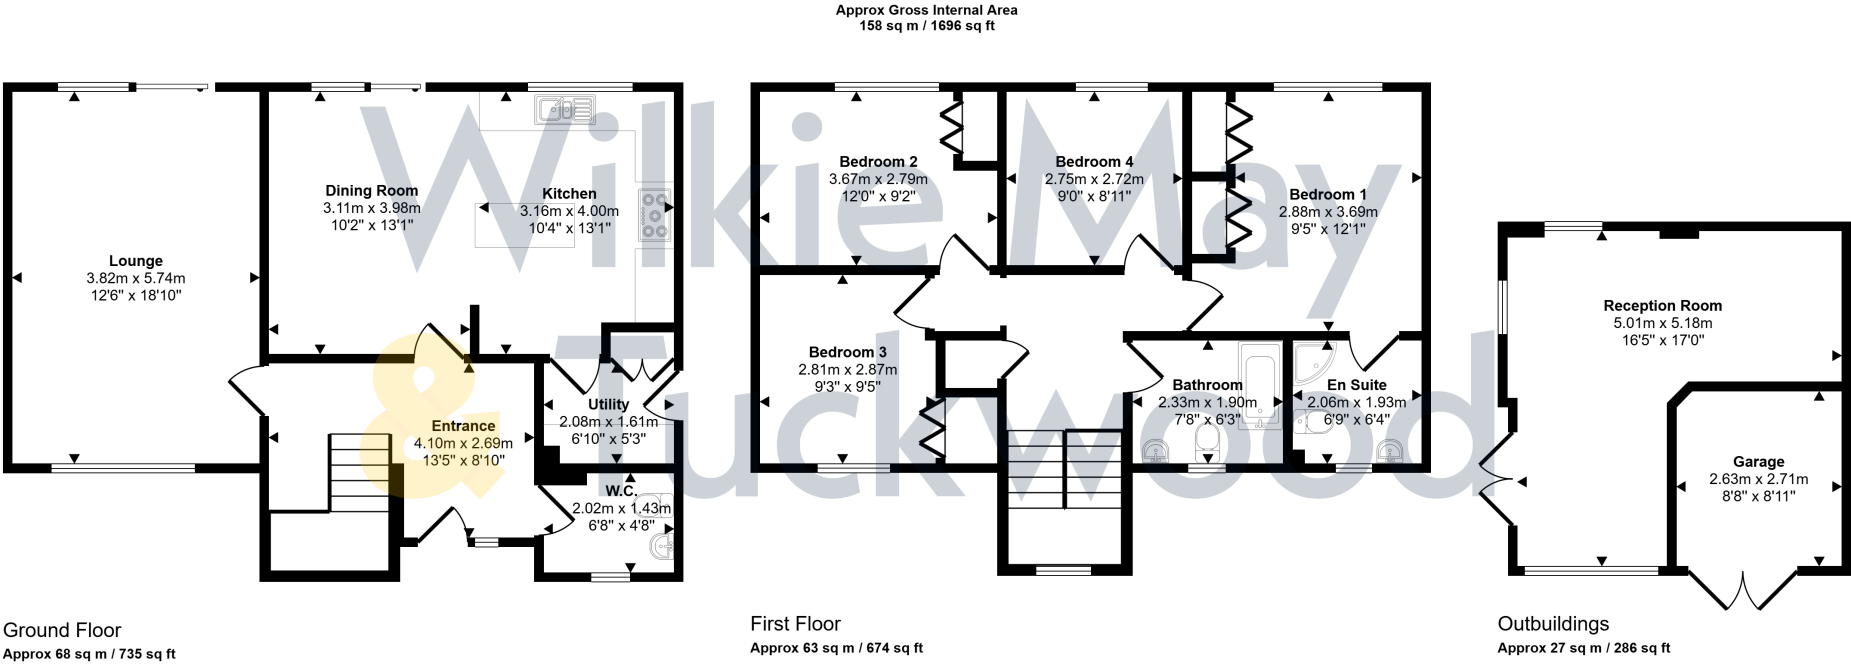 Approx Gross Internal Area
158 sq m / 1696 sq ft
Wilkie May
& Tuckwood
Lounge
3.82m x 5.74m
12'6" x 18'10"
Dining Room
3.11m x 3.98m
10'2" x 13'1"
Kitchen
3.16m x 4.00m
10'4" x 13'1"
Entrance
4.10m x 2.69m
13'5" x 8'10"
Utility
2.08m x 1.61m
6'10" x 5'3"
W.C.
2.02m x 1.43m
6'8" x 4'8"
Bedroom 2
3.67m x 2.79m
12'0" x 9'2"
Bedroom 4
2.75m x 2.72m
9'0" x 8'11"
Bedroom 1
2.88m x 3.69m
9'5" x 12'1"
Bedroom 3
2.81m x 2.87m
9'3" x 9'5"
Bathroom
2.33m x 1.90m
7'8" x 6'3"
En Suite
2.06m x 1.93m
6'9" x 6'4"
Reception Room
5.01m x 5.18m
16'5" x 17'0"
Garage
2.63m x 2.71m
8'8" x 8'11"
Ground Floor
Approx 68 sq m / 735 sq ft
First Floor
Approx 63 sq m / 674 sq ft
Outbuildings
Approx 27 sq m / 286 sq ft